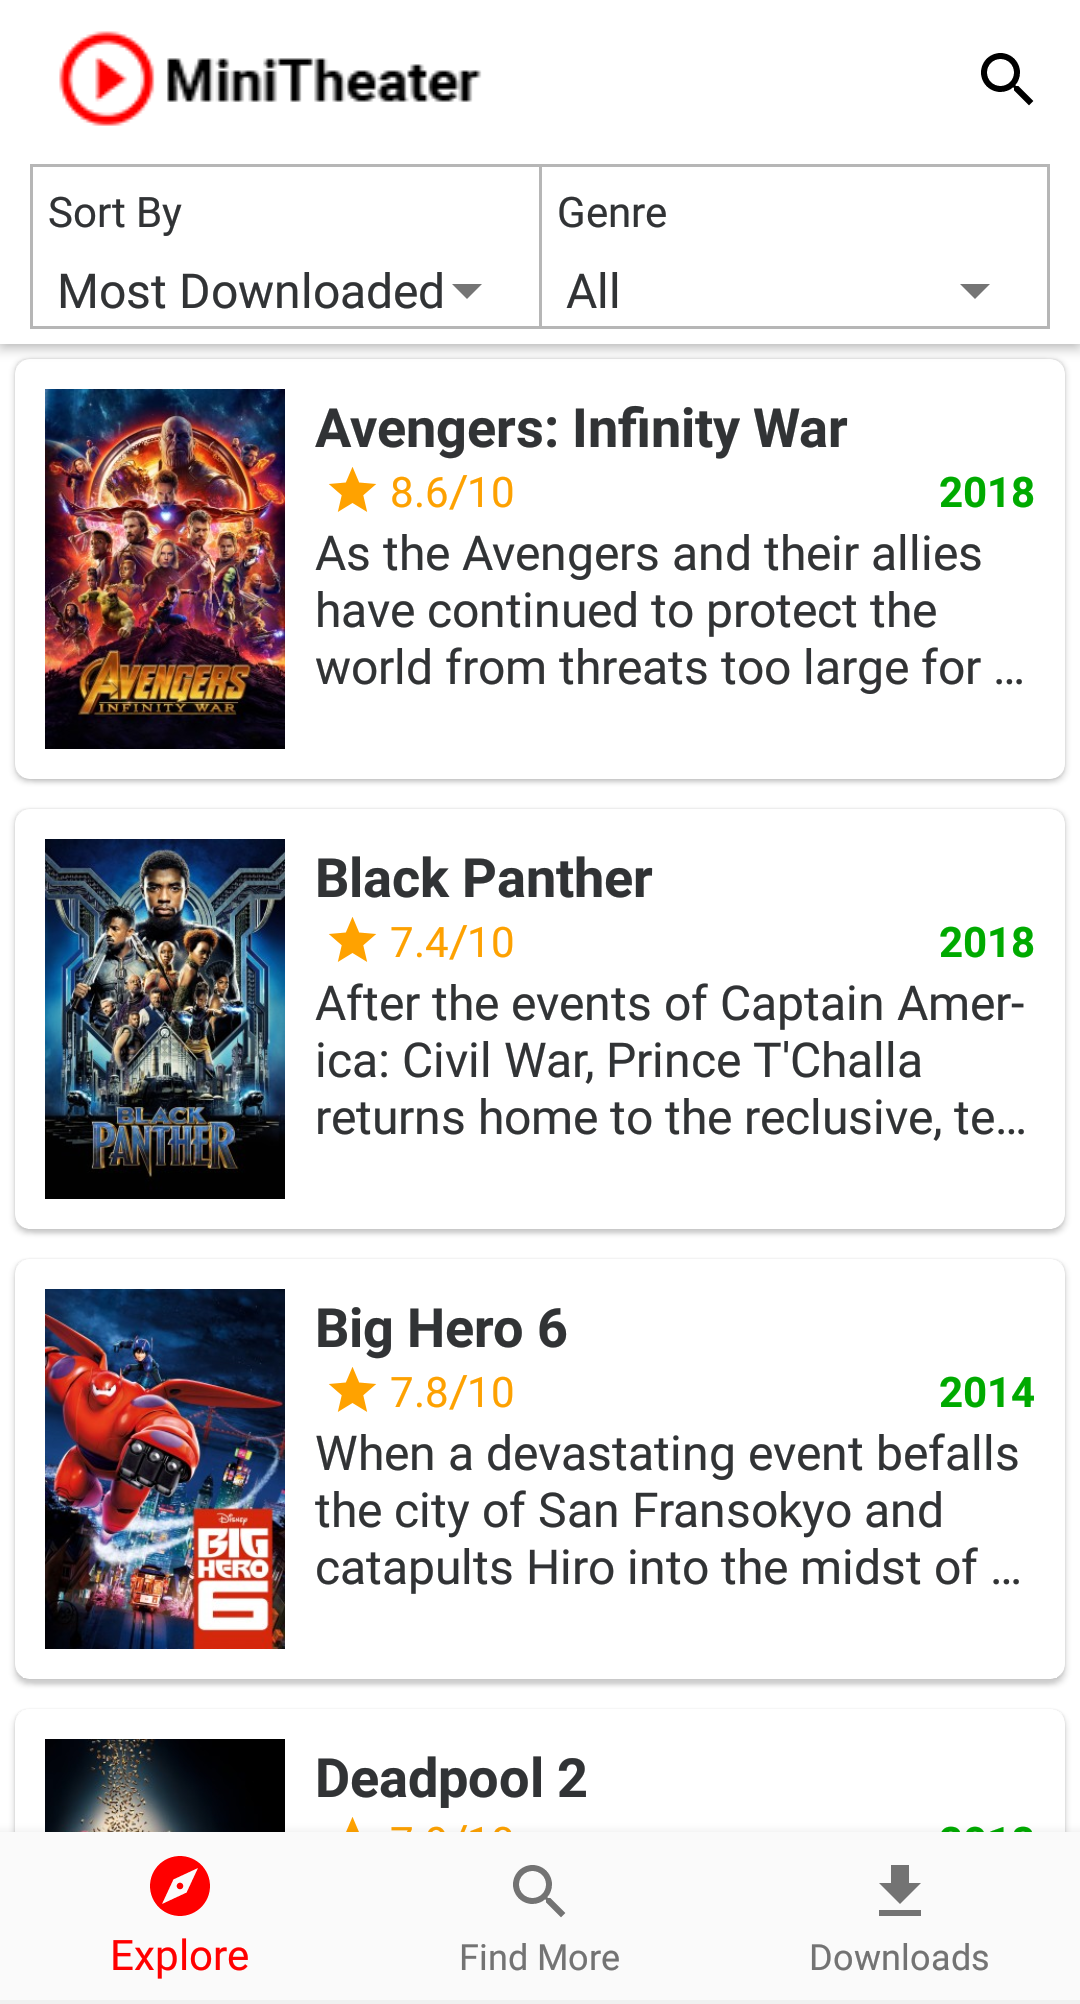 MiniTheater
Sort By
Genre
Most Downloaded
All
Avengers: Infinity War
8.6/10
2018
As the Avengers and their allies
have continued to protect the
world from threats too large for ...
AVENGERS
INFINITY WAR
Black Panther
7.4/10
2018
After the events of Captain Amer-
ica: Civil War, Prince T'Challa
returns home to the reclusive, te...
BLACK
PANTHER
Big Hero 6
7.8/10
2014
When a devastating event befalls
the city of San Fransokyo and
catapults Hiro into the midst of ...
Disney
BIG
HERO
6
Deadpool 2
Explore
Find More
Downloads